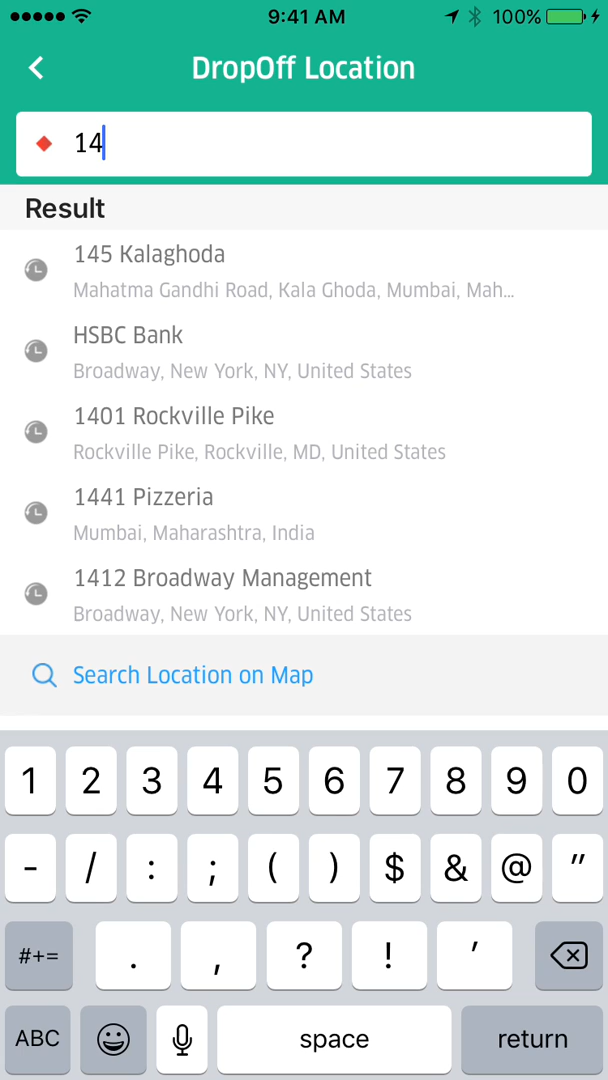 9:41 AM
100%
DropOff Location
14
Result
145 Kalaghoda
Mahatma Gandhi Road, Kala Ghoda, Mumbai, Mah...
HSBC Bank
Broadway, New York, NY, United States
1401 Rockville Pike
Rockville Pike, Rockville, MD, United States
1441 Pizzeria
Mumbai, Maharashtra, India
1412 Broadway Management
Broadway, New York, NY, United States
Search Location on Map
1 2 3 4 5 6 7 8 9 0
- / : ; ( ) $ & @ "
#+= . , ? ! '
ABC space return